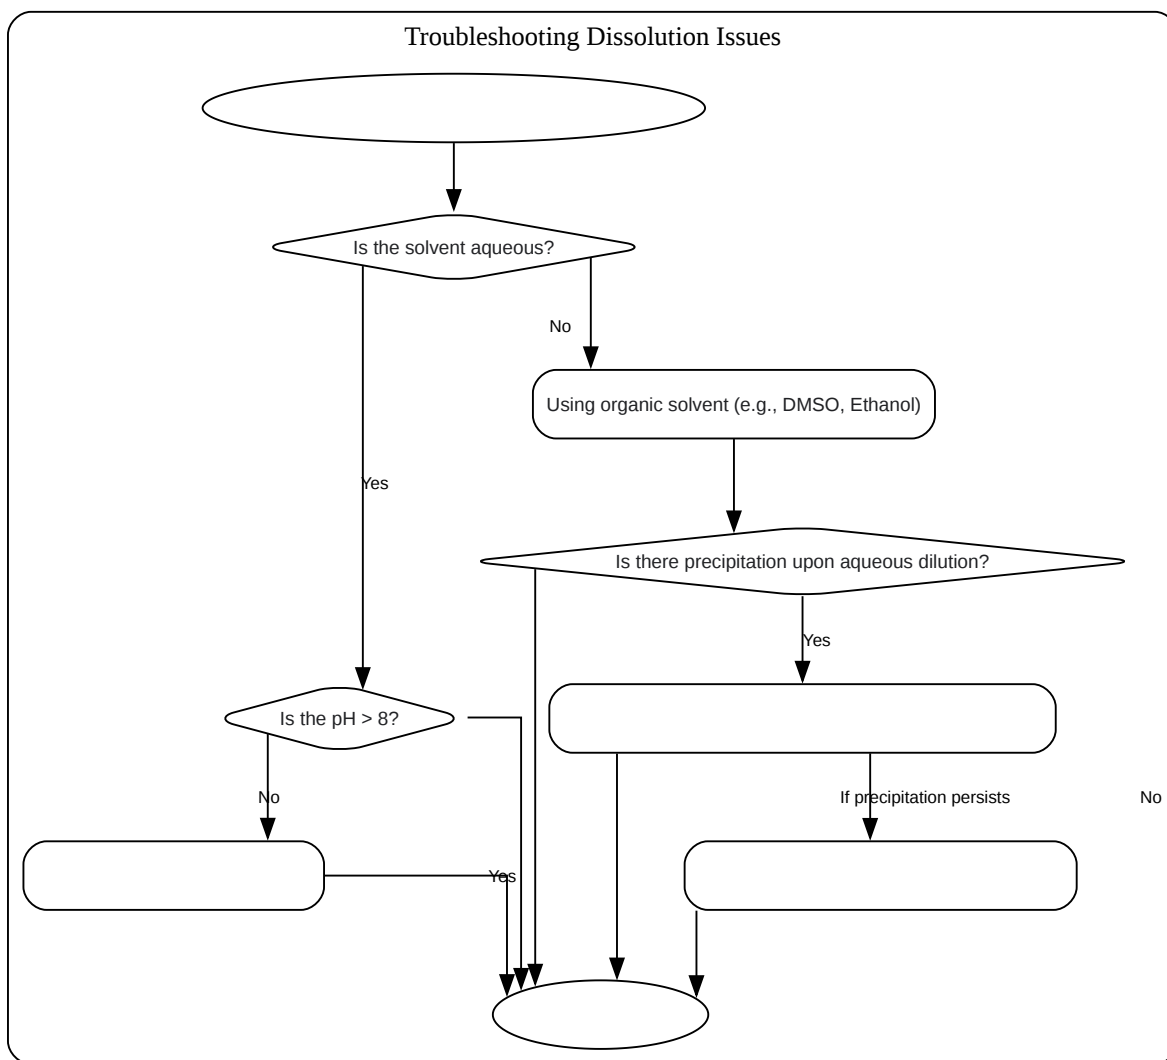 Troubleshooting Dissolution Issues
Is the solvent aqueous?
No
Using organic solvent (e.g., DMSO, Ethanol)
Yes
Is there precipitation upon aqueous dilution?
Yes
Is the pH > 8?
No
If precipitation persists
No
Yes